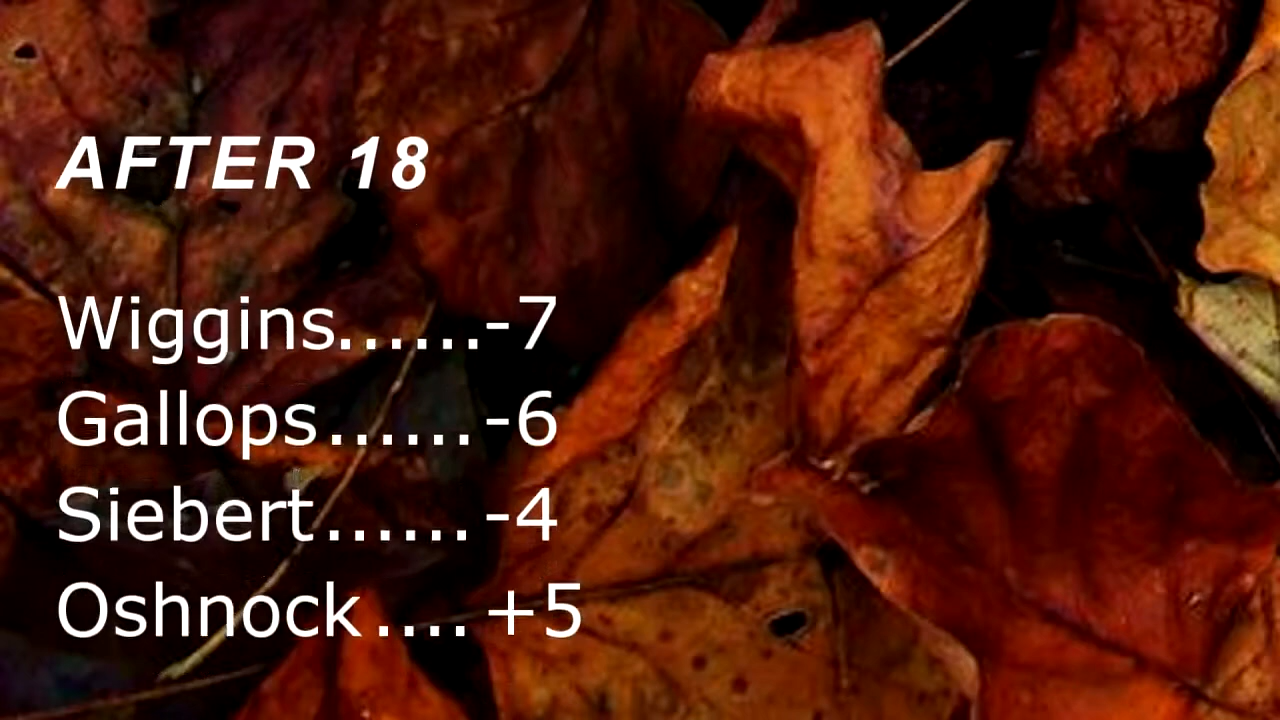 AFTER 18
Wiggins......-7
Gallops......-6
Siebert......-4
Oshnock....+5